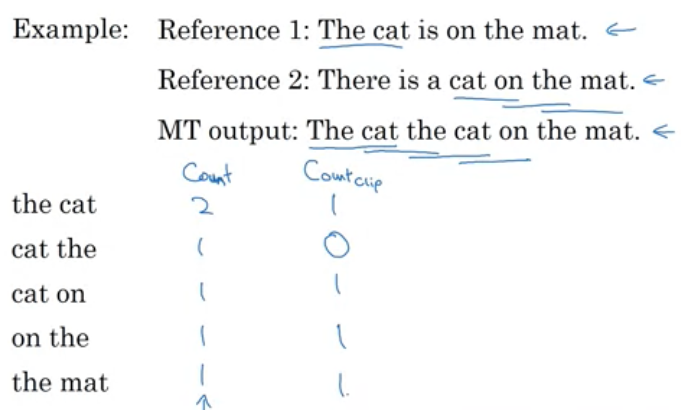 Example: Reference 1: The cat is on the mat. ←
Reference 2: There is a cat on the mat. ←
MT output: The cat the cat on the mat. ←
Count Count clip
the cat 2 1
cat the 1 0
cat on 1 1
on the 1 1
the mat 1 1.
↑